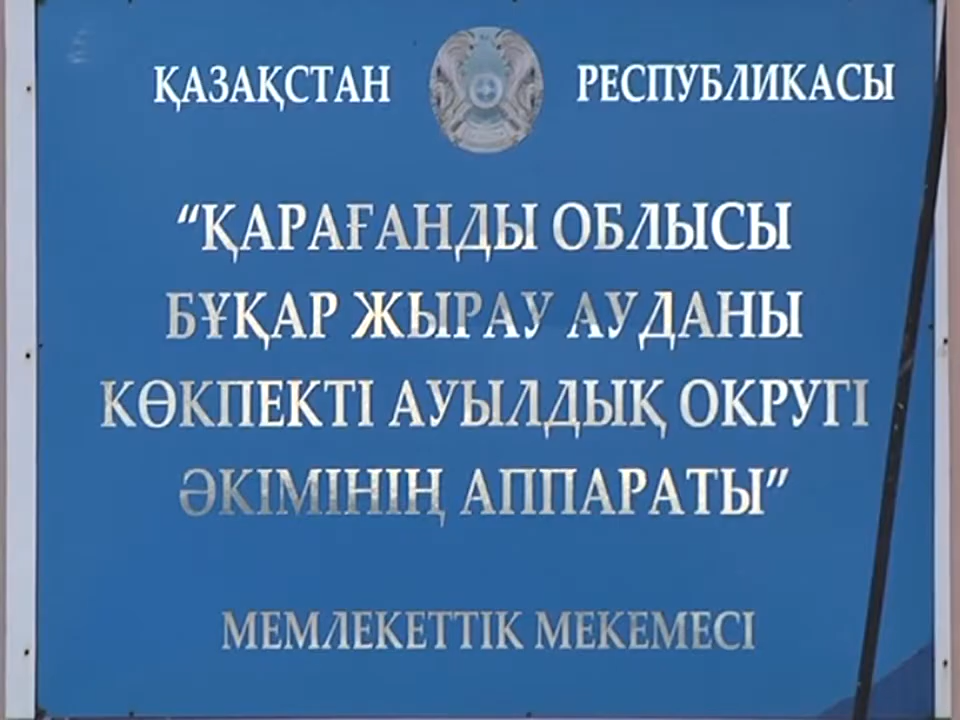 ҚАЗАҚСТАН РЕСПУБЛИКАСЫ
“ҚАРАҒАНДЫ ОБЛЫСЫ
БҰҚАР ЖЫРАУ АУДАНЫ
КӨКПЕКТІ АУЫЛДЫҚ ОКРУГІ
ӘКІМІНІҢ АППАРАТЫ”
МЕМЛЕКЕТТІК МЕКЕМЕСІ